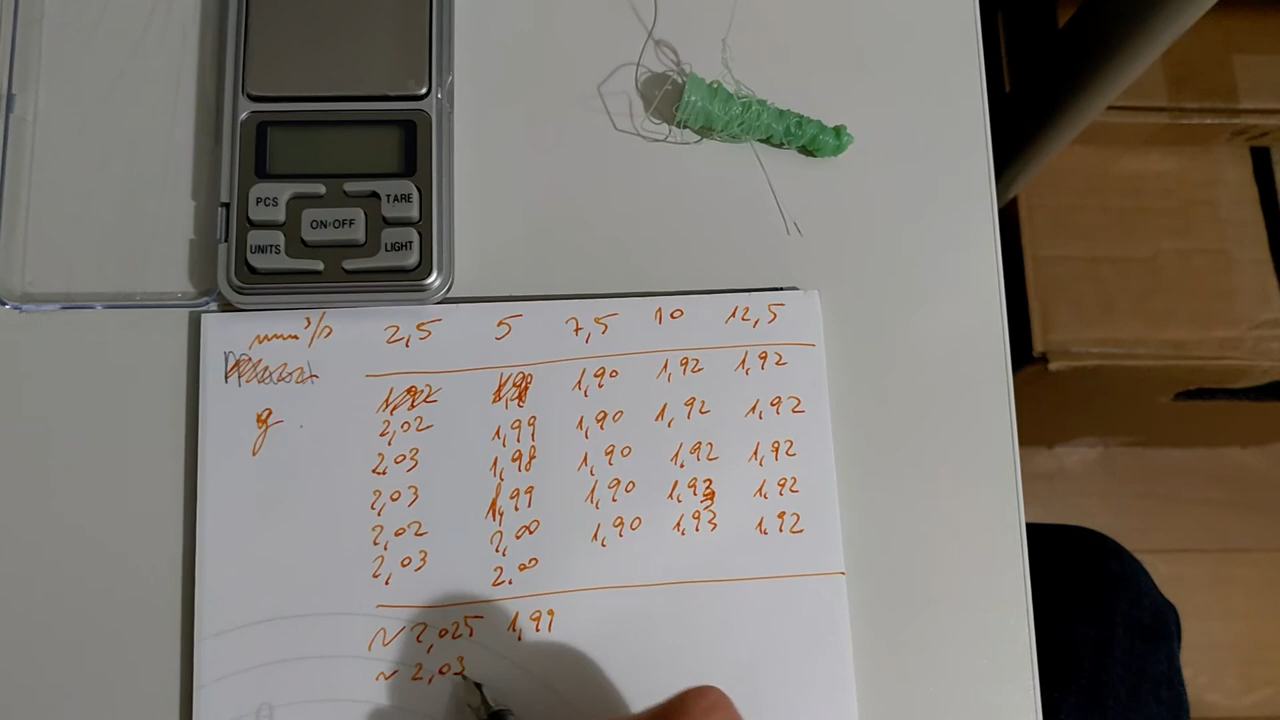 PCS
TARE
ON/OFF
UNITS
LIGHT
mm³/s 2,5 5 7,5 10 12,5
1,90 1,92 1,92
g 2,02 1,99 1,90 1,92 1,92
2,03 1,98 1,90 1,92 1,92
2,03 1,99 1,90 1,93 1,92
2,02 2,00 1,90 1,93 1,92
2,03 2,00
~ 2,025 1,99
~ 2,03